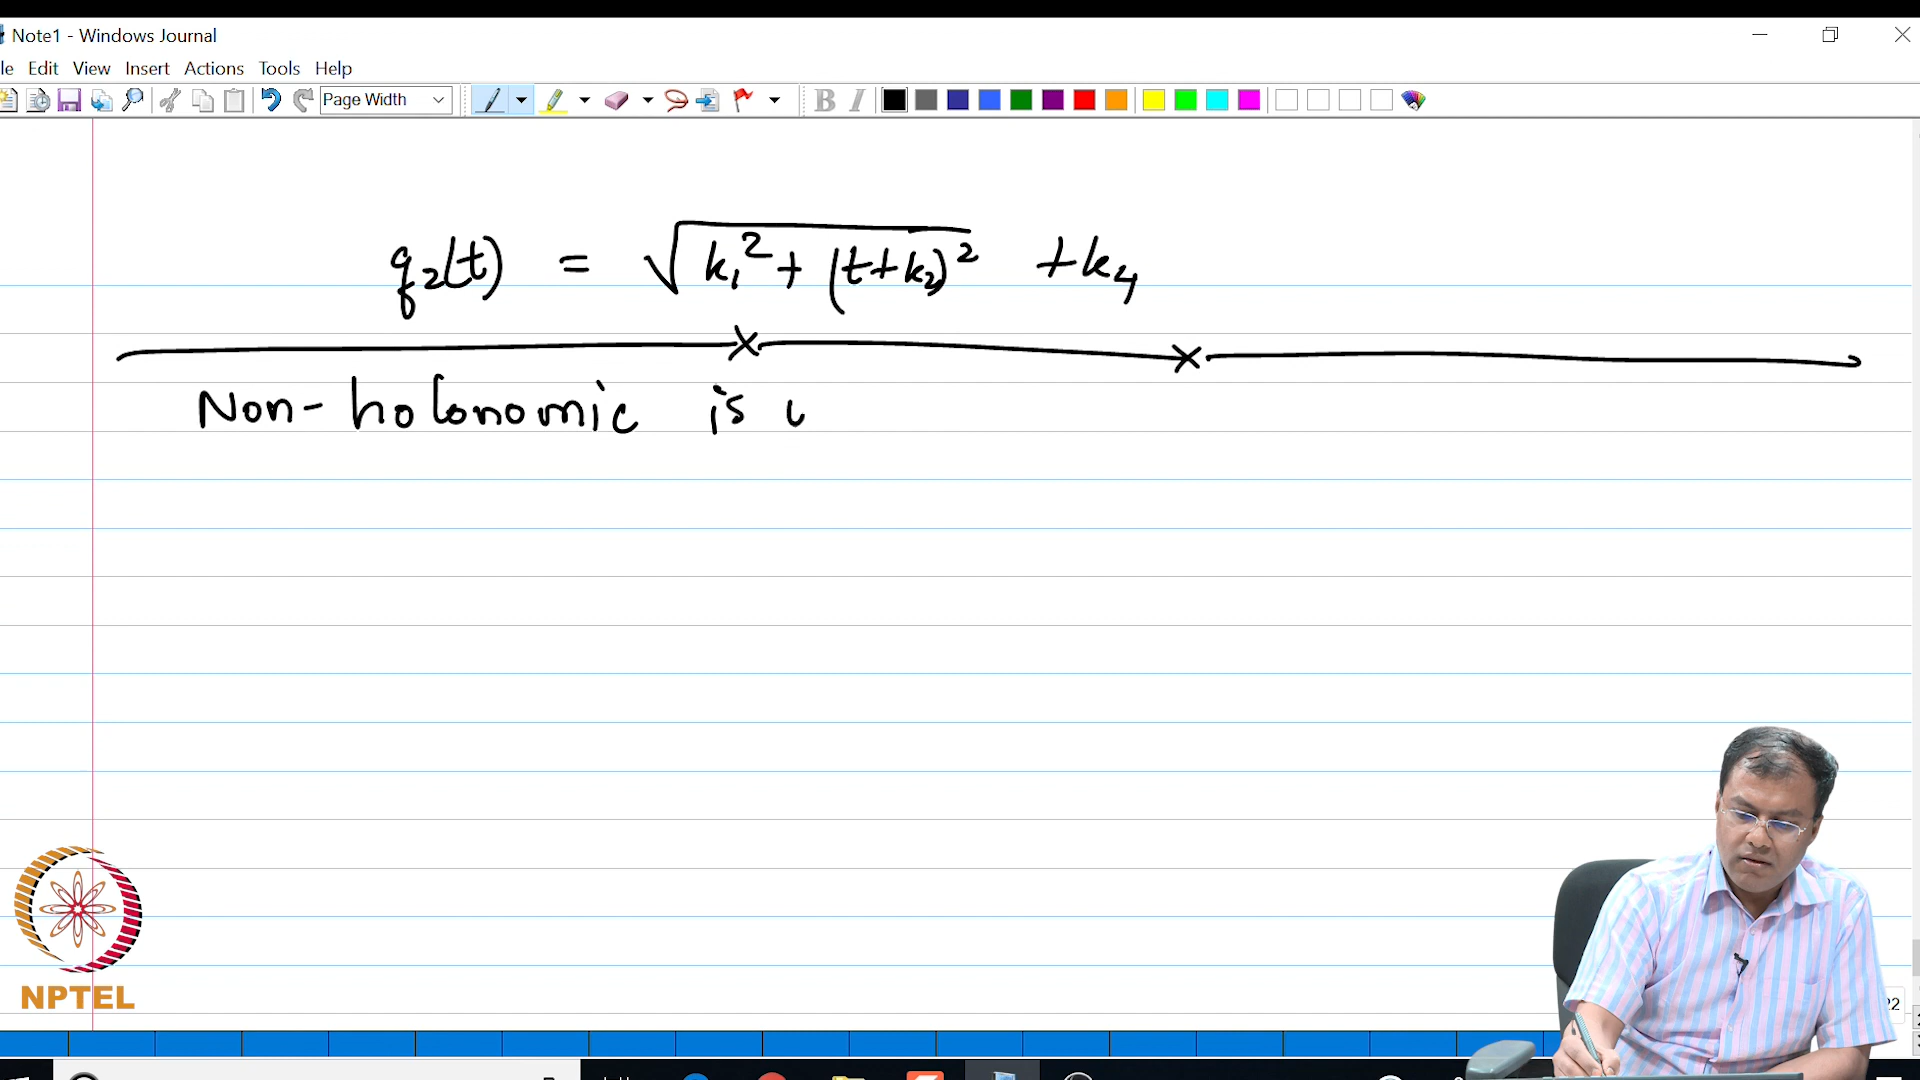 Note1 - Windows Journal
le Edit View Insert Actions Tools Help
Page Width B I
q₂(t) = √(k₁² + (t+k₂)²) + k₄
Non-holonomic is
NPTEL
22